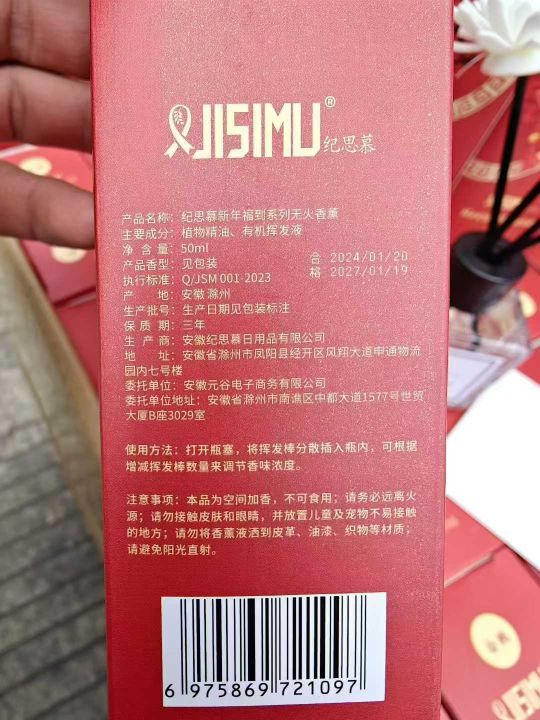 JISIMU®
纪思慕
产品名称：纪思慕新年福到系列无火香薰
主要成分：植物精油、有机挥发液
净 含 量：50ml
产品香型：见包装
合 2024/01/20
格 2027/01/19
执行标准：Q/JSM 001-2023
产 地：安徽滁州
生产批号：生产日期见包装标注
保 质 期：三年
生 产 商：安徽纪思慕日用品有限公司
地 址：安徽省滁州市凤阳县经开区凤翔大道申通物流
园内七号楼
委托单位：安徽元谷电子商务有限公司
委托单位地址：安徽省滁州市南谯区中都大道1577号世贸
大厦B座3029室
使用方法：打开瓶塞，将挥发棒分散插入瓶内，可根据
增减挥发棒数量来调节香味浓度。
注意事项：本品为空间加香，不可食用；请务必远离火
源；请勿接触皮肤和眼睛，并放置儿童及宠物不易接触
的地方；请勿将香薰液洒到皮革、油漆、织物等材质；
请避免阳光直射。
6 975869 721097